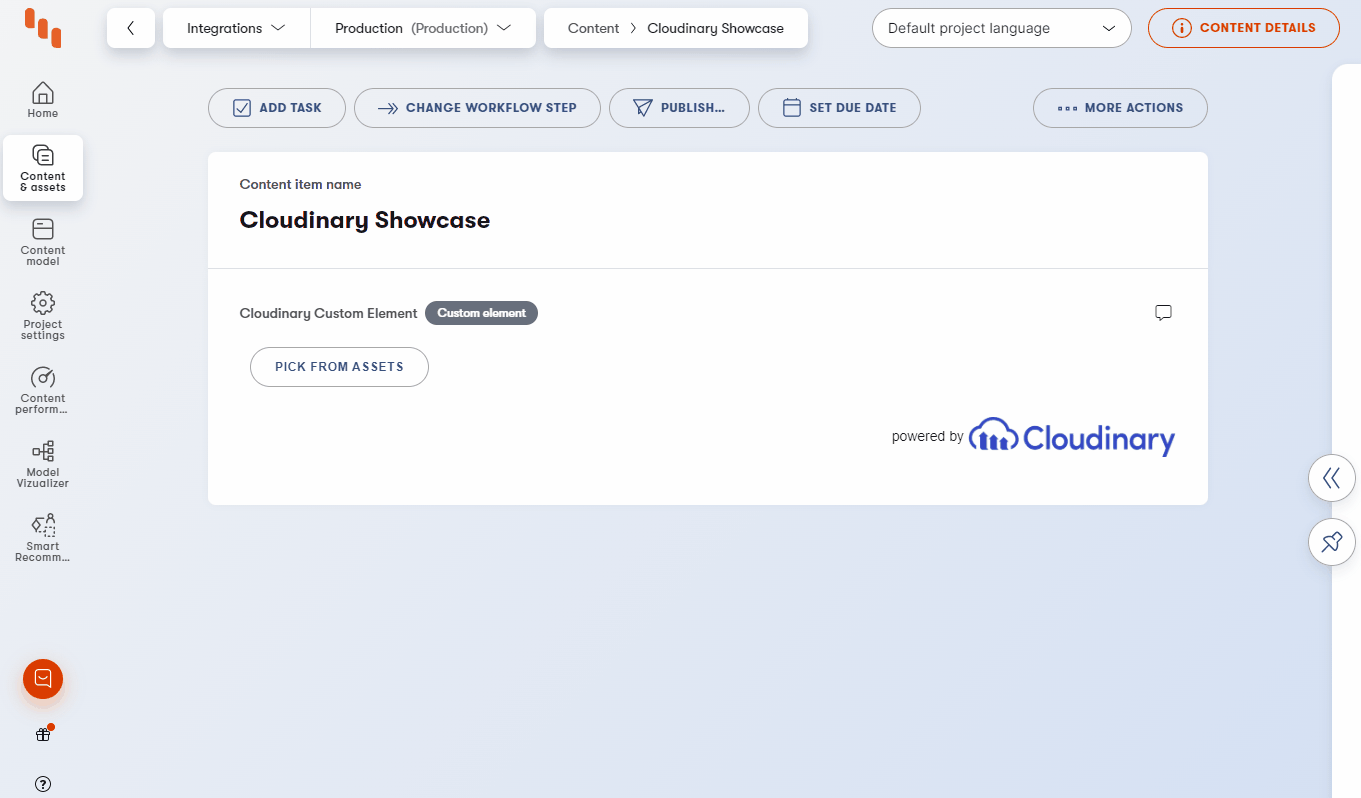 Integrations
Production (Production)
Content > Cloudinary Showcase
Default project language
CONTENT DETAILS
Home
Content
& assets
Content
model
Project
settings
Content
perform...
Model
Vizualizer
Smart
Recomm...
ADD TASK
CHANGE WORKFLOW STEP
PUBLISH...
SET DUE DATE
MORE ACTIONS
Content item name
Cloudinary Showcase
Cloudinary Custom Element
Custom element
PICK FROM ASSETS
powered by Cloudinary